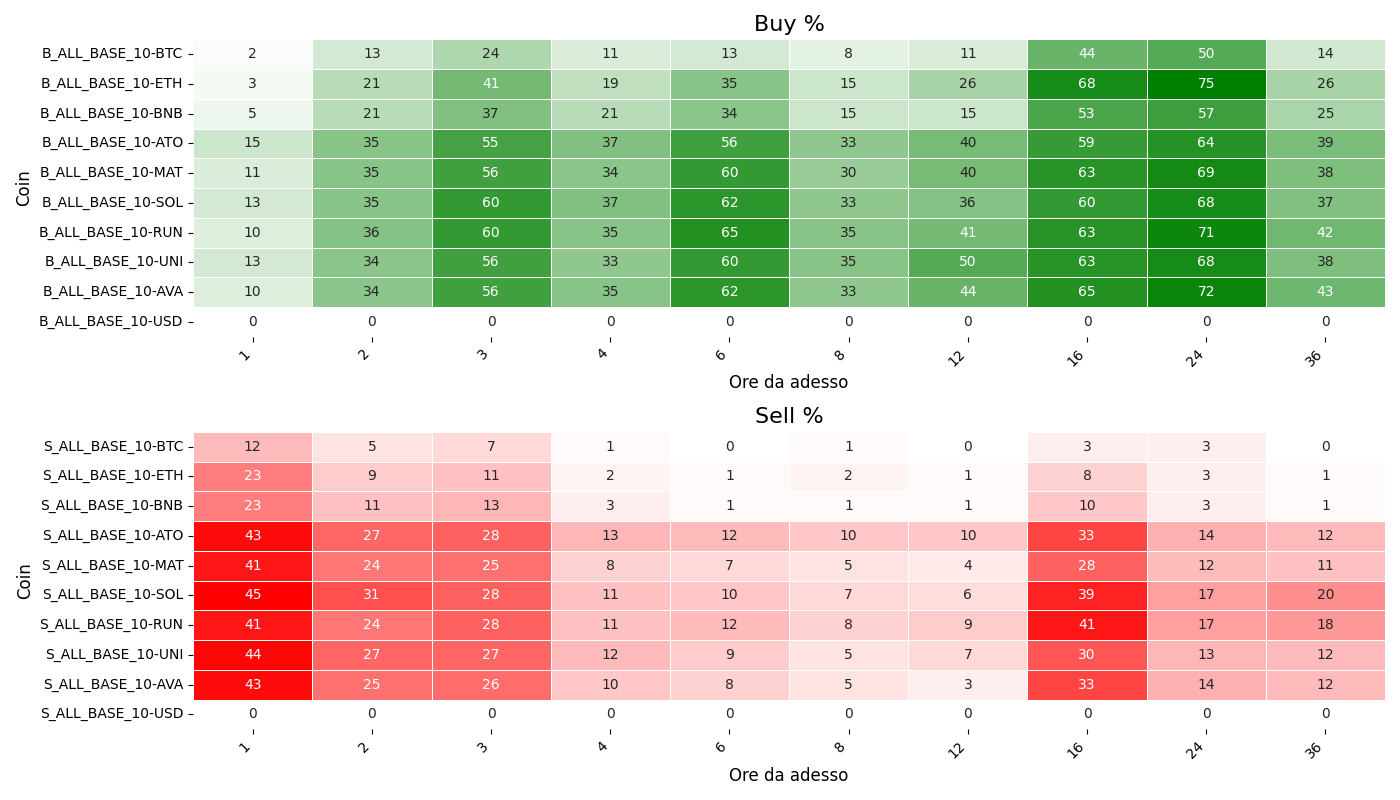 Buy %
Coin
B_ALL_BASE_10-BTC 2 13 24 11 13 8 11 44 50 14
B_ALL_BASE_10-ETH 3 21 41 19 35 15 26 68 75 26
B_ALL_BASE_10-BNB 5 21 37 21 34 15 15 53 57 25
B_ALL_BASE_10-ATO 15 35 55 37 56 33 40 59 64 39
B_ALL_BASE_10-MAT 11 35 56 34 60 30 40 63 69 38
B_ALL_BASE_10-SOL 13 35 60 37 62 33 36 60 68 37
B_ALL_BASE_10-RUN 10 36 60 35 65 35 41 63 71 42
B_ALL_BASE_10-UNI 13 34 56 33 60 35 50 63 68 38
B_ALL_BASE_10-AVA 10 34 56 35 62 33 44 65 72 43
B_ALL_BASE_10-USD 0 0 0 0 0 0 0 0 0 0
1 2 3 4 6 8 12 16 24 36
Ore da adesso
Sell %
Coin
S_ALL_BASE_10-BTC 12 5 7 1 0 1 0 3 3 0
S_ALL_BASE_10-ETH 23 9 11 2 1 2 1 8 3 1
S_ALL_BASE_10-BNB 23 11 13 3 1 1 1 10 3 1
S_ALL_BASE_10-ATO 43 27 28 13 12 10 10 33 14 12
S_ALL_BASE_10-MAT 41 24 25 8 7 5 4 28 12 11
S_ALL_BASE_10-SOL 45 31 28 11 10 7 6 39 17 20
S_ALL_BASE_10-RUN 41 24 28 11 12 8 9 41 17 18
S_ALL_BASE_10-UNI 44 27 27 12 9 5 7 30 13 12
S_ALL_BASE_10-AVA 43 25 26 10 8 5 3 33 14 12
S_ALL_BASE_10-USD 0 0 0 0 0 0 0 0 0 0
1 2 3 4 6 8 12 16 24 36
Ore da adesso